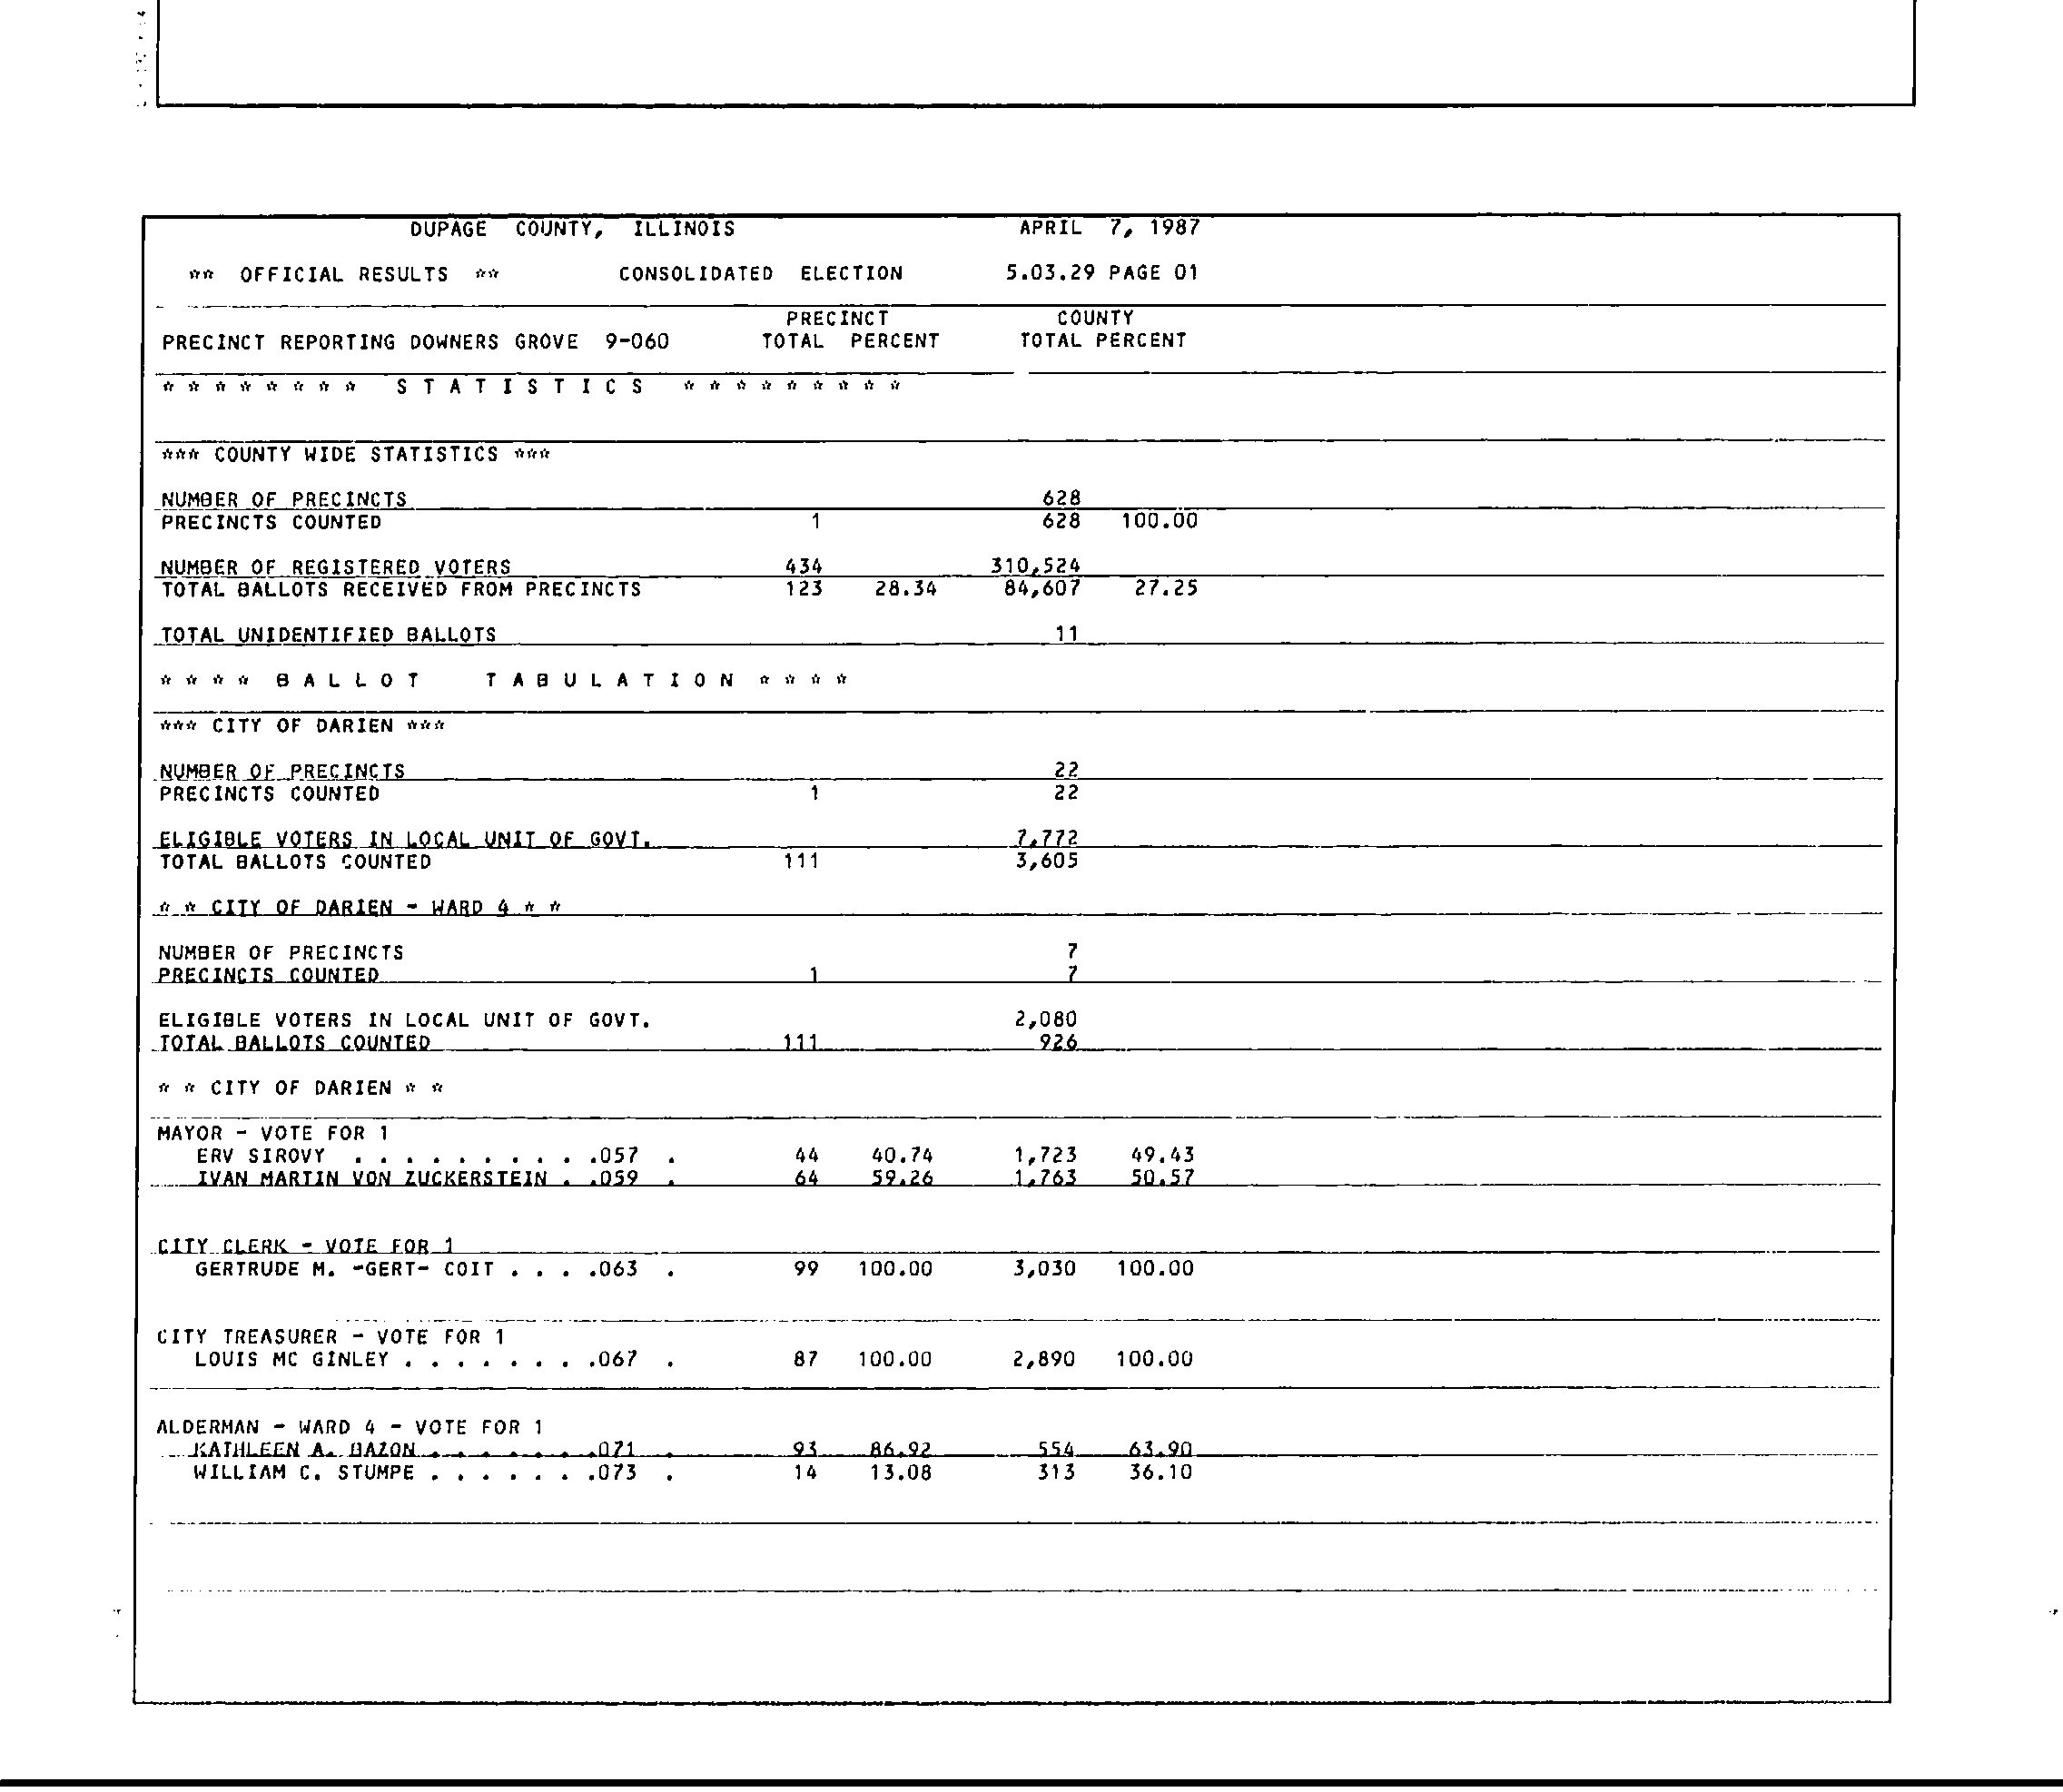 DUPAGE COUNTY, ILLINOIS APRIL 7, 1987
** OFFICIAL RESULTS ** CONSOLIDATED ELECTION 5.03.29 PAGE 01
PRECINCT COUNTY
PRECINCT REPORTING DOWNERS GROVE 9-060 TOTAL PERCENT TOTAL PERCENT
* * * * * * * * S T A T I S T I C S * * * * * * * * *
*** COUNTY WIDE STATISTICS ***
NUMBER OF PRECINCTS 628
PRECINCTS COUNTED 1 628 100.00
NUMBER OF REGISTERED VOTERS 434 310,524
TOTAL BALLOTS RECEIVED FROM PRECINCTS 123 28.34 84,607 27.25
TOTAL UNIDENTIFIED BALLOTS 11
* * * * B A L L O T T A B U L A T I O N * * * *
*** CITY OF DARIEN ***
NUMBER OF PRECINCTS 22
PRECINCTS COUNTED 1 22
ELIGIBLE VOTERS IN LOCAL UNIT OF GOVT. 7,772
TOTAL BALLOTS COUNTED 111 3,605
* * CITY OF DARIEN - WARD 4 * *
NUMBER OF PRECINCTS 7
PRECINCTS COUNTED 1 7
ELIGIBLE VOTERS IN LOCAL UNIT OF GOVT. 2,080
TOTAL BALLOTS COUNTED 111 926
* * CITY OF DARIEN * *
MAYOR - VOTE FOR 1
ERV SIROVY . . . . . . . . . .057 . 44 40.74 1,723 49.43
IVAN MARTIN VON ZUCKERSTEIN . .059 . 64 59.26 1,763 50.57
CITY CLERK - VOTE FOR 1
GERTRUDE M. -GERT- COIT . . . .063 . 99 100.00 3,030 100.00
CITY TREASURER - VOTE FOR 1
LOUIS MC GINLEY . . . . . . . .067 . 87 100.00 2,890 100.00
ALDERMAN - WARD 4 - VOTE FOR 1
KATHLEEN A. BAZON . . . . . . .071 . 93 86.92 554 63.90
WILLIAM C. STUMPE . . . . . . .073 . 14 13.08 313 36.10